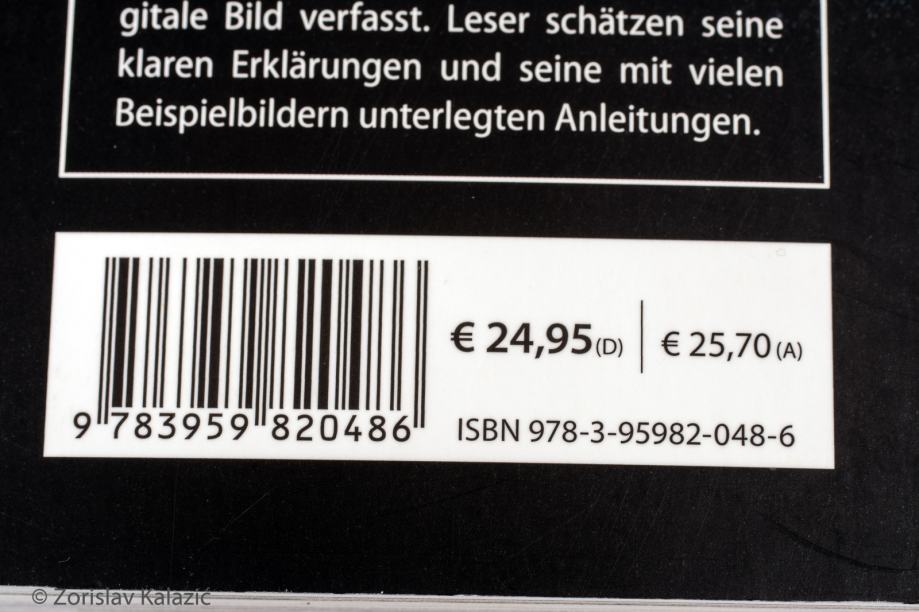 gitale Bild verfasst. Leser schätzen seine
klaren Erklärungen und seine mit vielen
Beispielbildern unterlegten Anleitungen.
€ 24,95 (D) | € 25,70 (A)
9 783959 820486
ISBN 978-3-95982-048-6
© Zorislav Kalazic